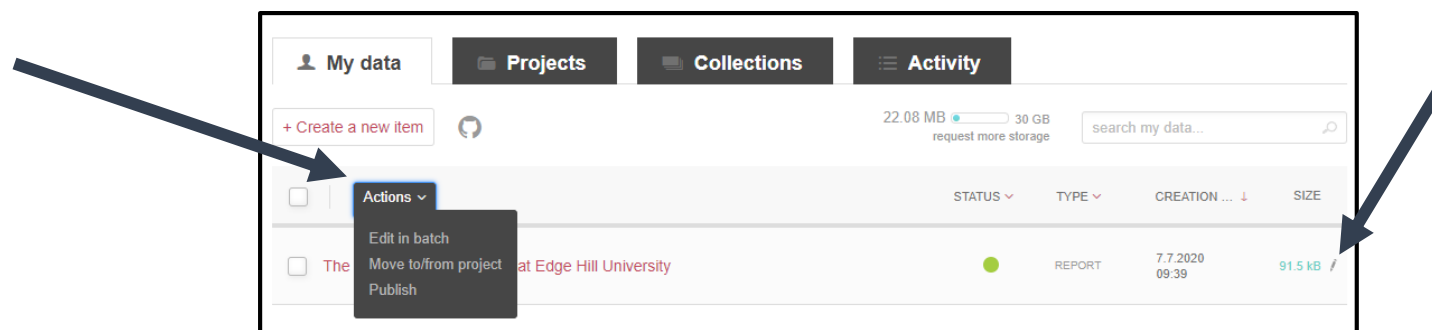 My data Projects Collections Activity
+ Create a new item 22.08 MB 30 GB search my data...
request more storage
Actions STATUS TYPE CREATION ... ↓ SIZE
Edit in batch
The at Edge Hill University REPORT 7.7.2020 91.5 kB
09:39
Move to/from project
Publish